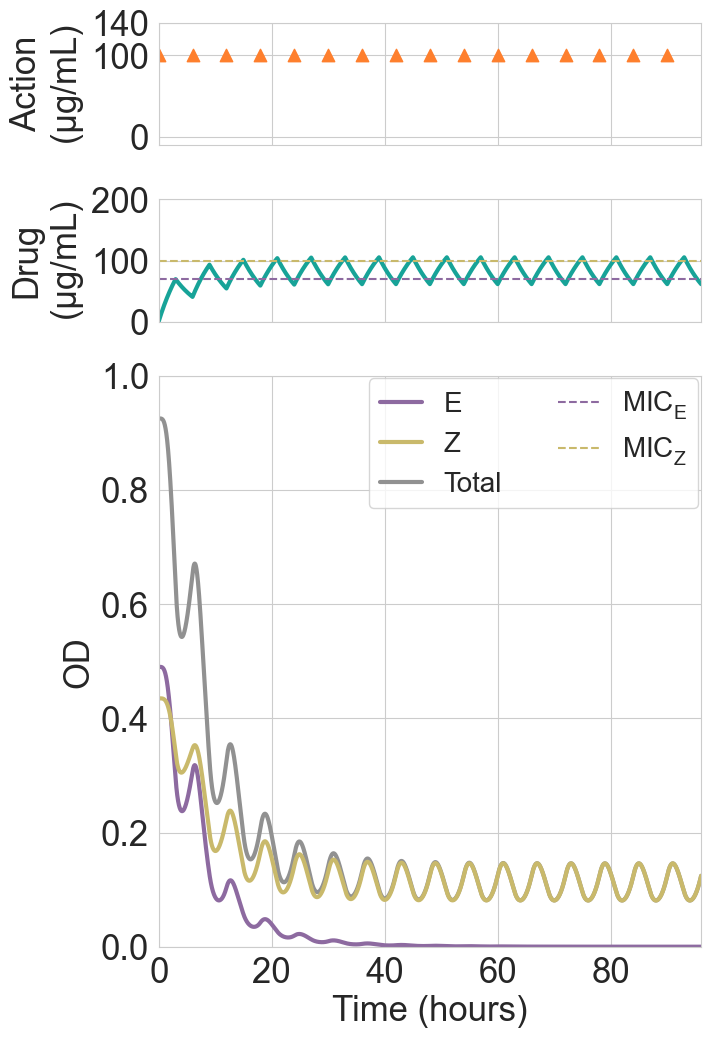 Action
(µg/mL)
140
100
0
Drug
(µg/mL)
200
100
0
OD
1.0
0.8
0.6
0.4
0.2
0.0
E
Z
Total
MIC_E
MIC_Z
0 20 40 60 80
Time (hours)